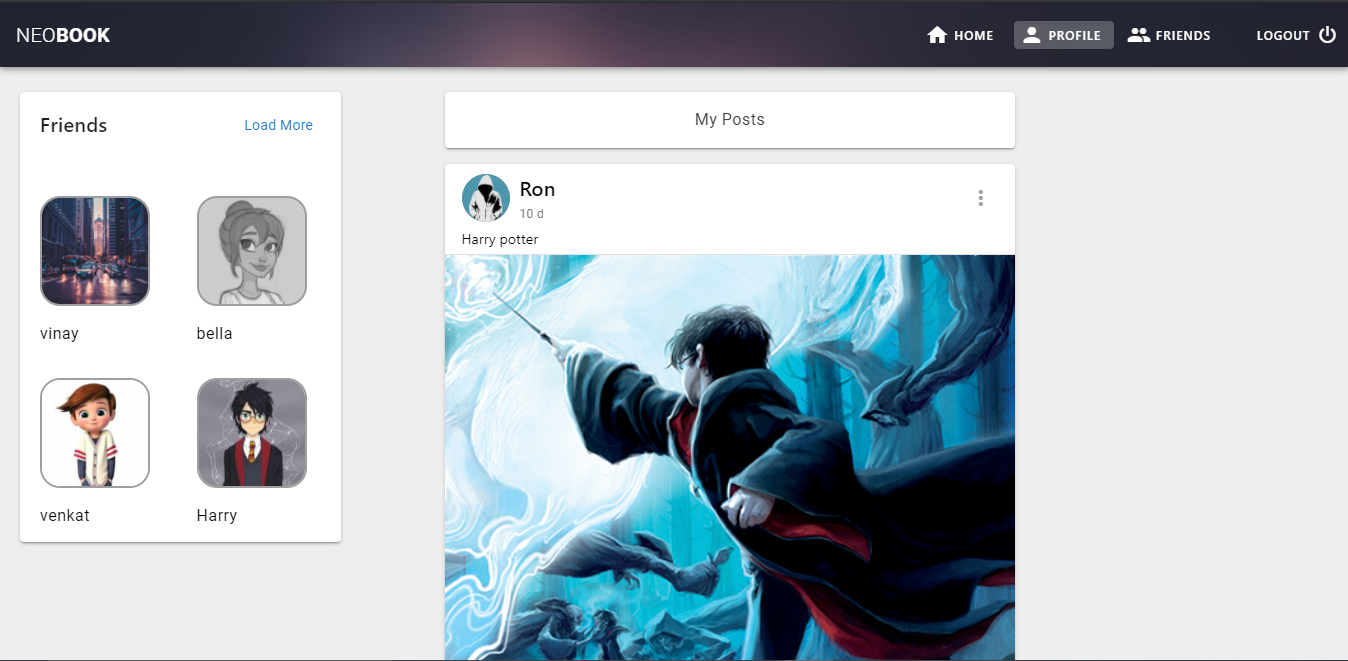 NEOBOOK
HOME
PROFILE
FRIENDS
LOGOUT
Friends
Load More
vinay
bella
venkat
Harry
My Posts
Ron
10 d
Harry potter